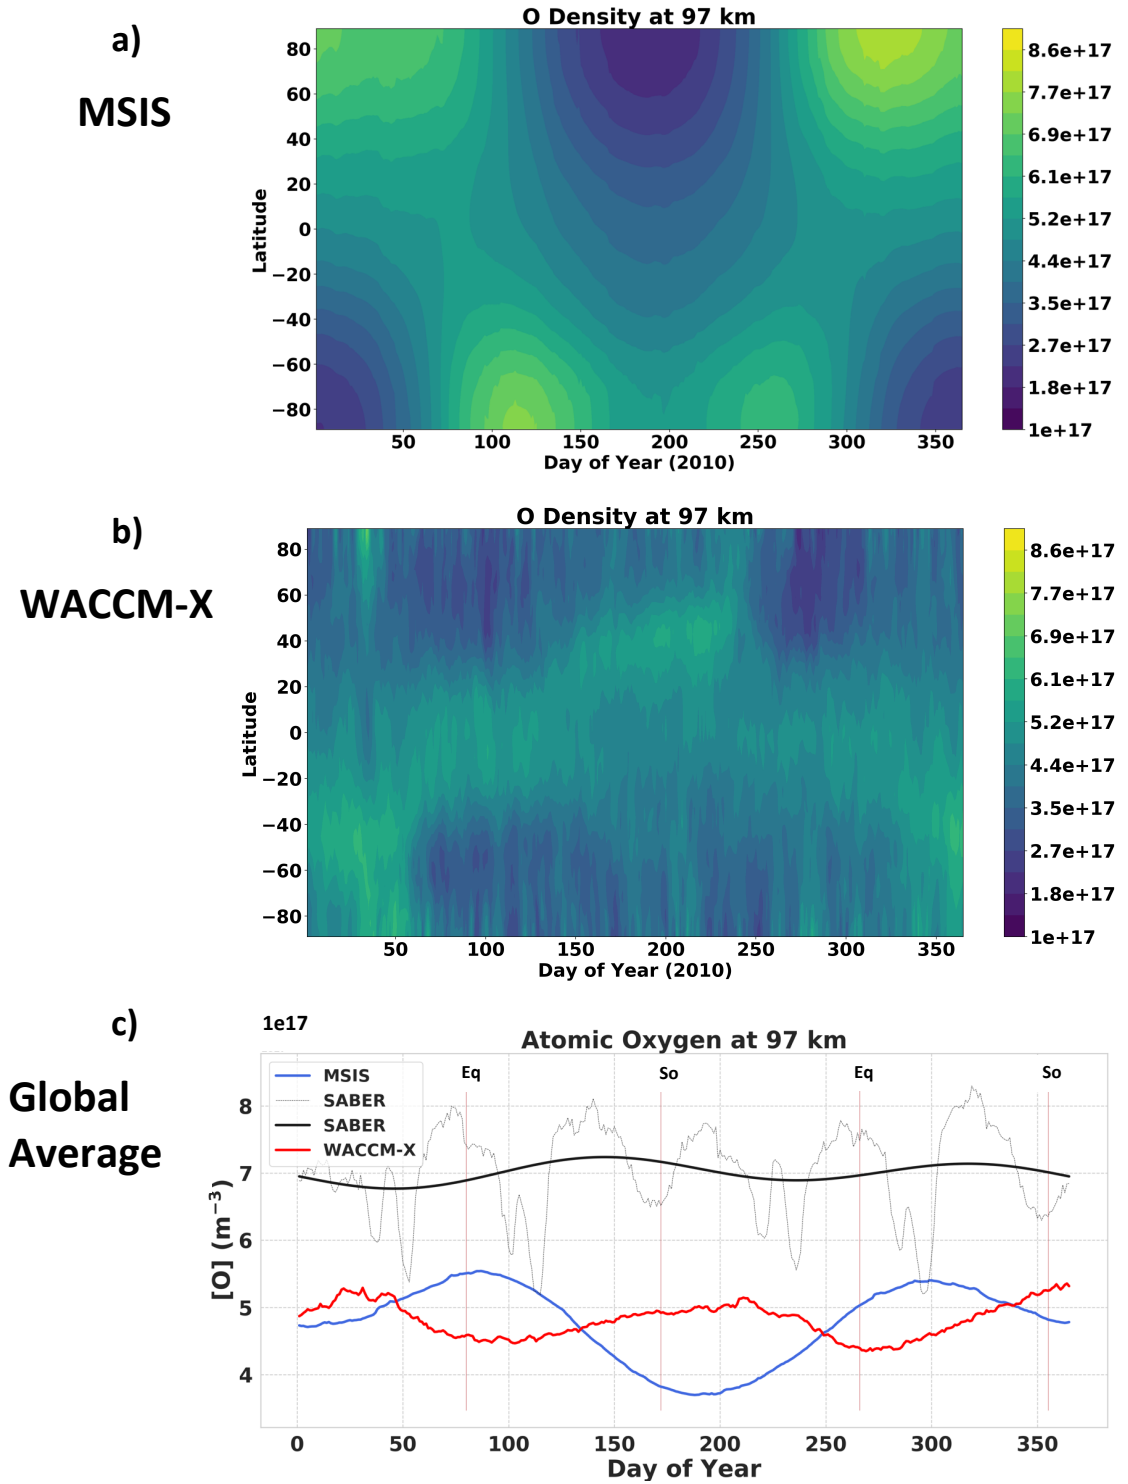 a)
MSIS
O Density at 97 km
Latitude
80
60
40
20
0
−20
−40
−60
−80
50 100 150 200 250 300 350
Day of Year (2010)
8.6e+17
7.7e+17
6.9e+17
6.1e+17
5.2e+17
4.4e+17
3.5e+17
2.7e+17
1.8e+17
1e+17
b)
WACCM-X
O Density at 97 km
Latitude
80
60
40
20
0
−20
−40
−60
−80
50 100 150 200 250 300 350
Day of Year (2010)
8.6e+17
7.7e+17
6.9e+17
6.1e+17
5.2e+17
4.4e+17
3.5e+17
2.7e+17
1.8e+17
1e+17
c)
Global
Average
1e17
Atomic Oxygen at 97 km
MSIS
SABER
SABER
WACCM-X
Eq So Eq So
[O] (m⁻³)
8
7
6
5
4
0 50 100 150 200 250 300 350
Day of Year